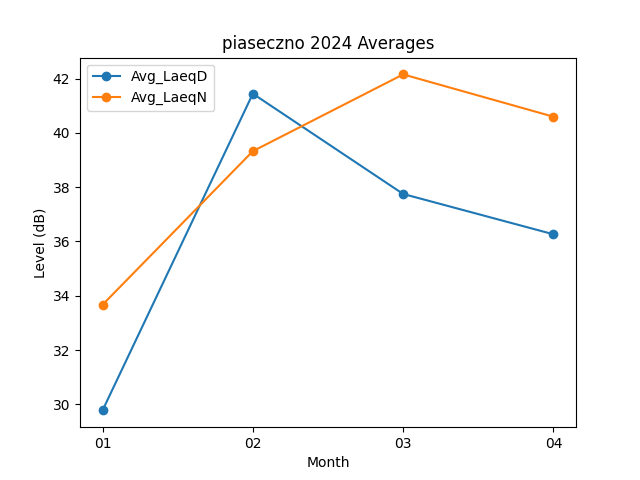 piaseczno 2024 Averages
Avg_LaeqD
Avg_LaeqN
42
40
38
36
34
32
30
Level (dB)
01 02 03 04
Month